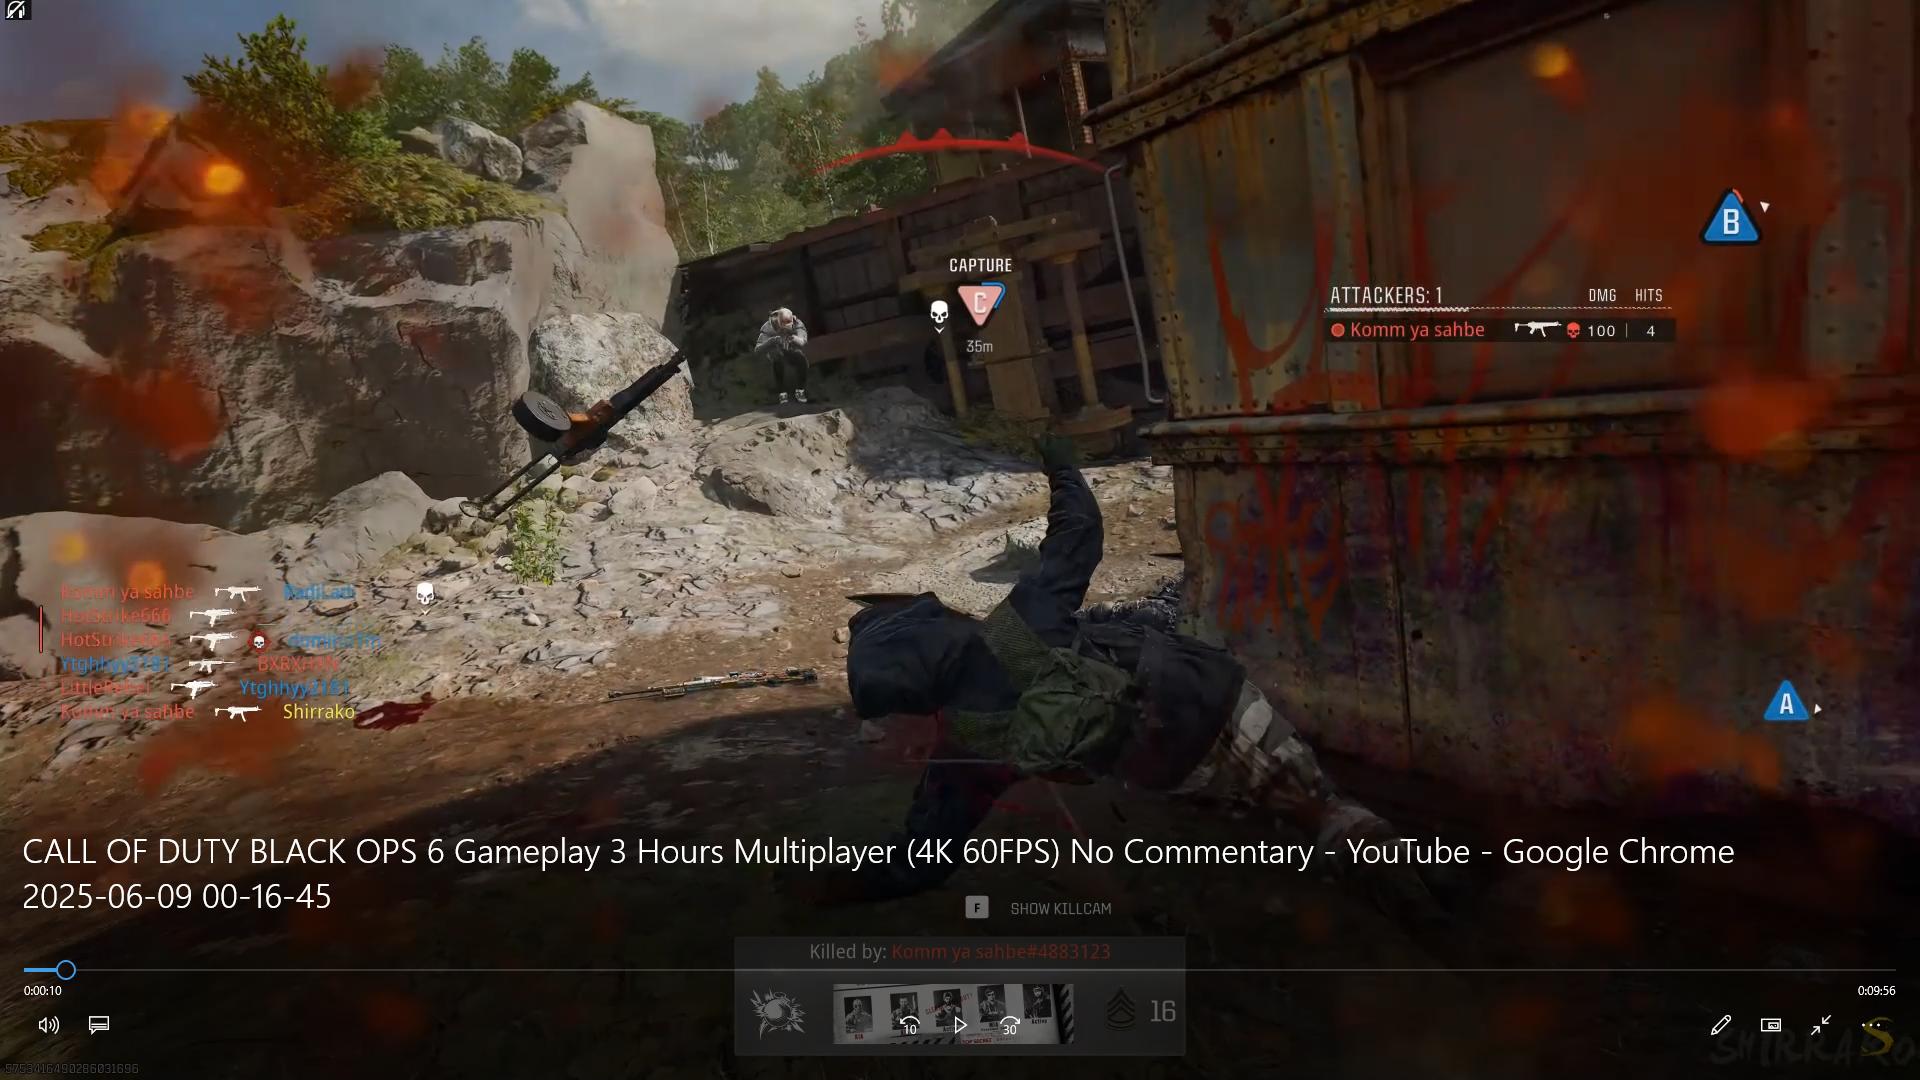 B
CAPTURE
C
35m
ATTACKERS: 1 DMG HITS
Komm ya sahbe 100 | 4
Komm ya sahbe
HotStrike666
HotStrike666
Ytghhyy2181
Ytghhyy2181
Komm ya sahbe Shirrako
A
CALL OF DUTY BLACK OPS 6 Gameplay 3 Hours Multiplayer (4K 60FPS) No Commentary - YouTube - Google Chrome
2025-06-09 00-16-45
F SHOW KILLCAM
Killed by: Komm ya sahbe#4883123
0:00:10
0:09:56
16
10
30
SHIRRAKO